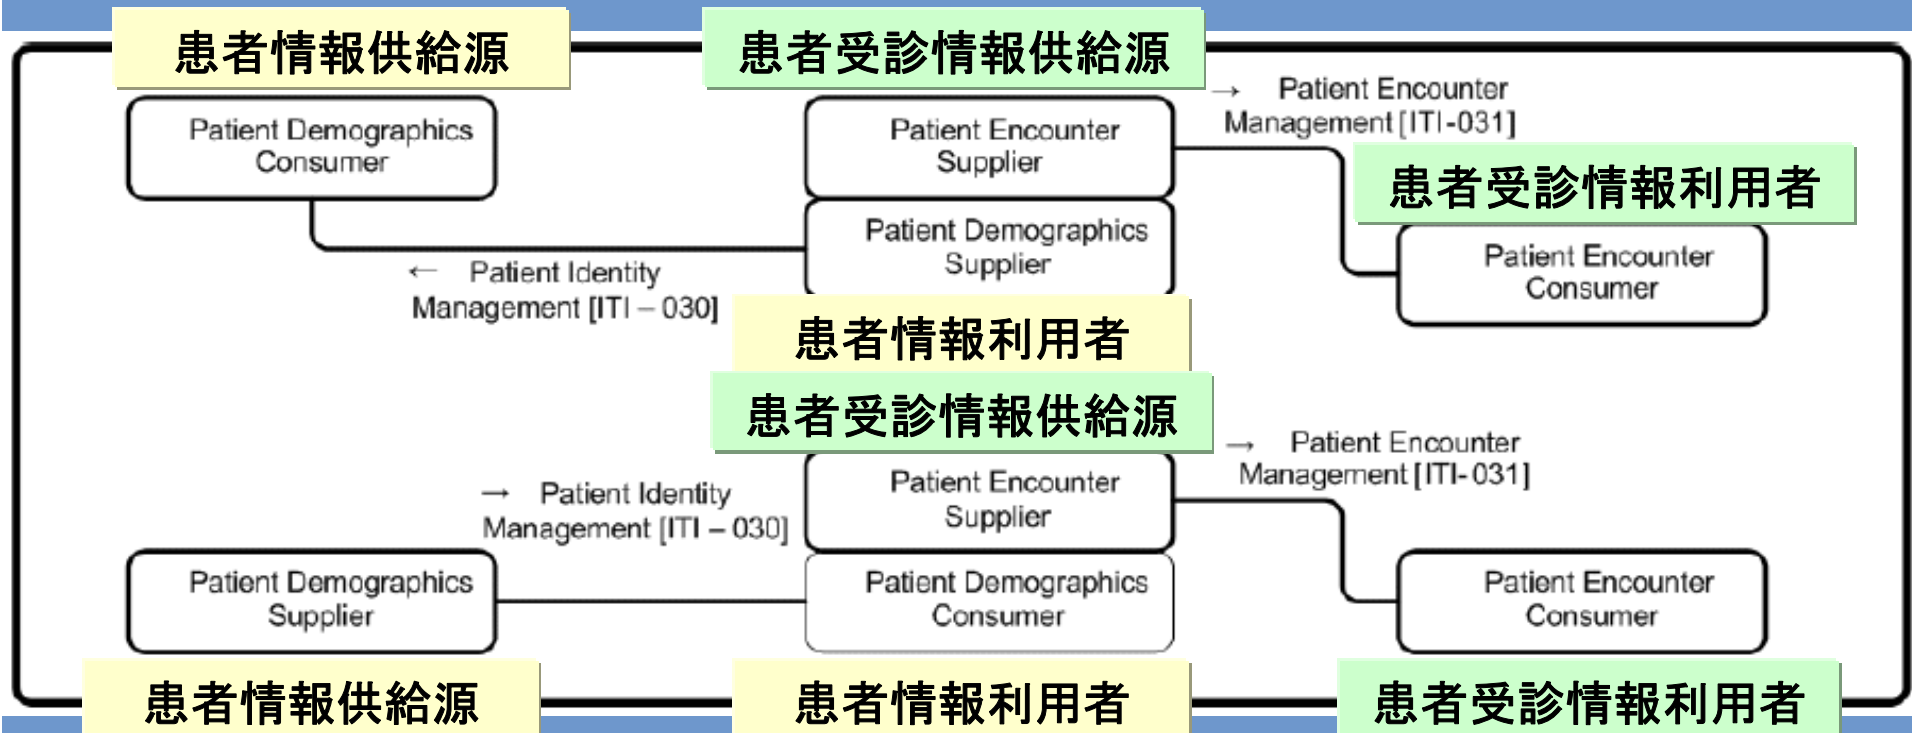 患者情報供給源
患者受診情報供給源
Patient Demographics
Consumer
Patient Encounter
Supplier
→ Patient Encounter
Management [ITI-031]
患者受診情報利用者
Patient Demographics
Supplier
Patient Encounter
Consumer
← Patient Identity
Management [ITI – 030]
患者情報利用者
患者受診情報供給源
→ Patient Encounter
Management [ITI- 031]
Patient Encounter
Supplier
→ Patient Identity
Management [ITI – 030]
Patient Demographics
Supplier
Patient Demographics
Consumer
Patient Encounter
Consumer
患者情報供給源
患者情報利用者
患者受診情報利用者